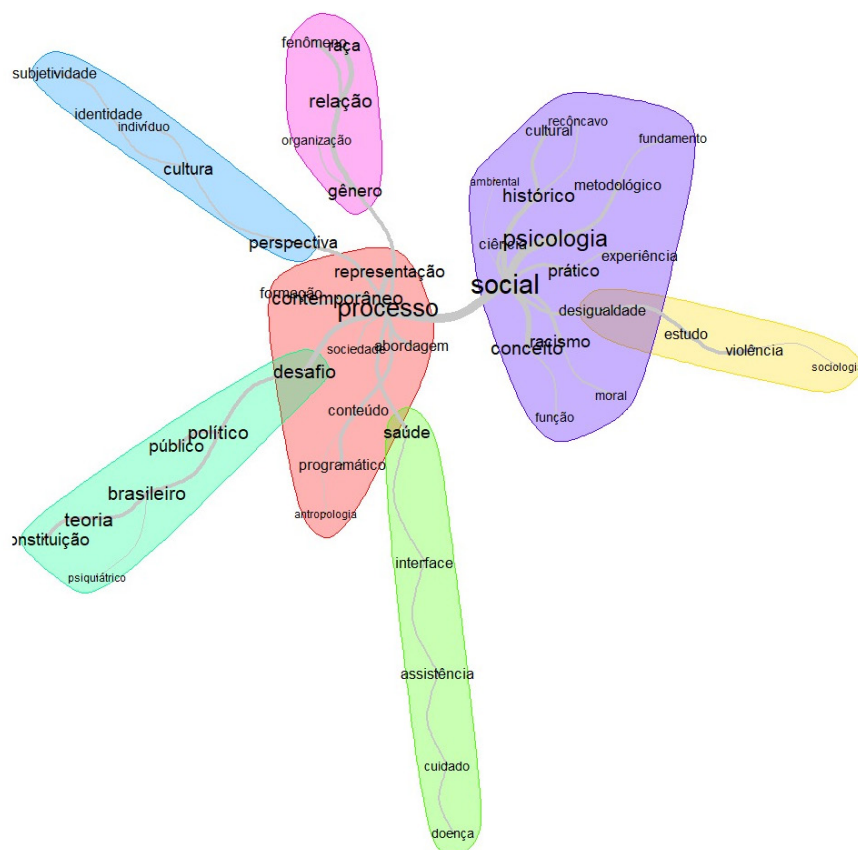 fenômeno
raça
subjetividade
relação
identidade
indivíduo
organização
cultura
gênero
perspectiva
recôncavo
cultural
fundamento
ambiental
metodológico
histórico
psicologia
ciência
experiência
prático
social
representação
formação
contemporâneo
processo
desigualdade
sociedade
abordagem
racismo
conceito
estudo
violência
sociologia
desafio
moral
conteúdo
função
saúde
político
público
programático
brasileiro
teoria
antropologia
onstituição
psiquiátrico
interface
assistência
cuidado
doença